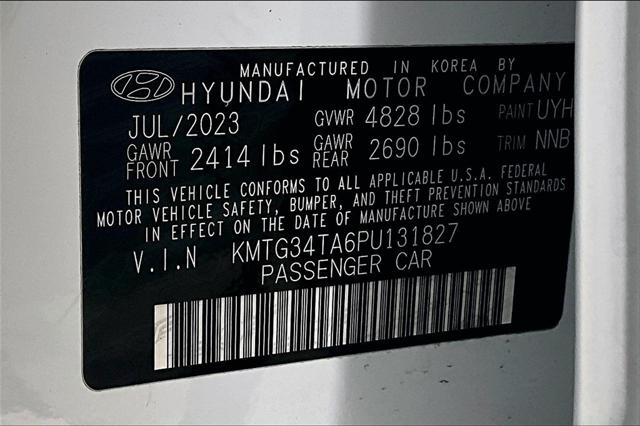 MANUFACTURED IN KOREA BY
HYUNDAI MOTOR COMPANY
JUL/2023 GVWR 4828 lbs PAINT UYH
GAWR FRONT 2414 lbs GAWR REAR 2690 lbs TRIM NNB
THIS VEHICLE CONFORMS TO ALL APPLICABLE U.S.A. FEDERAL
MOTOR VEHICLE SAFETY, BUMPER, AND THEFT PREVENTION STANDARDS
IN EFFECT ON THE DATE OF MANUFACTURE SHOWN ABOVE
V.I.N KMTG34TA6PU131827
PASSENGER CAR